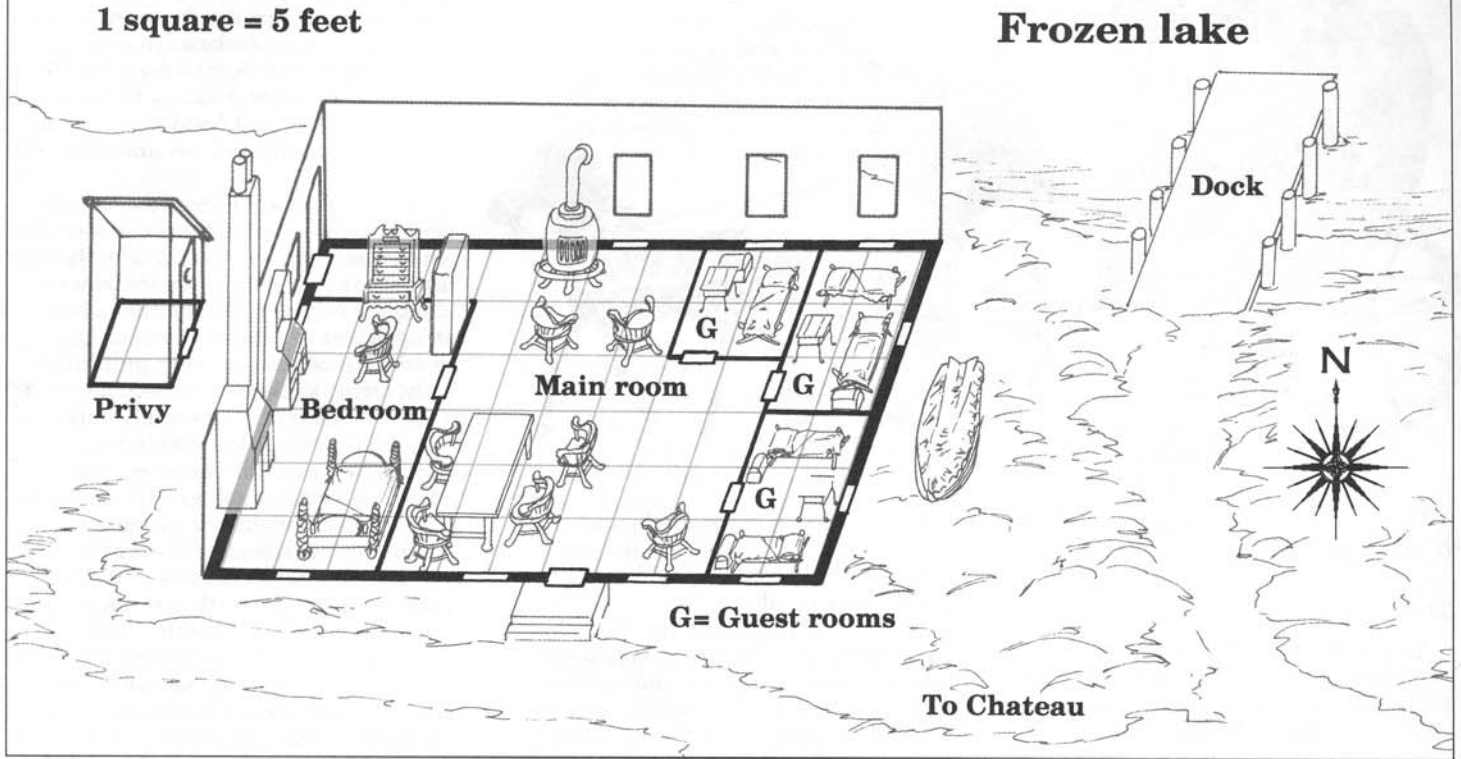 1 square = 5 feet
Frozen lake
Dock
N
G
Main room
G
Privy
Bedroom
G
G= Guest rooms
To Chateau